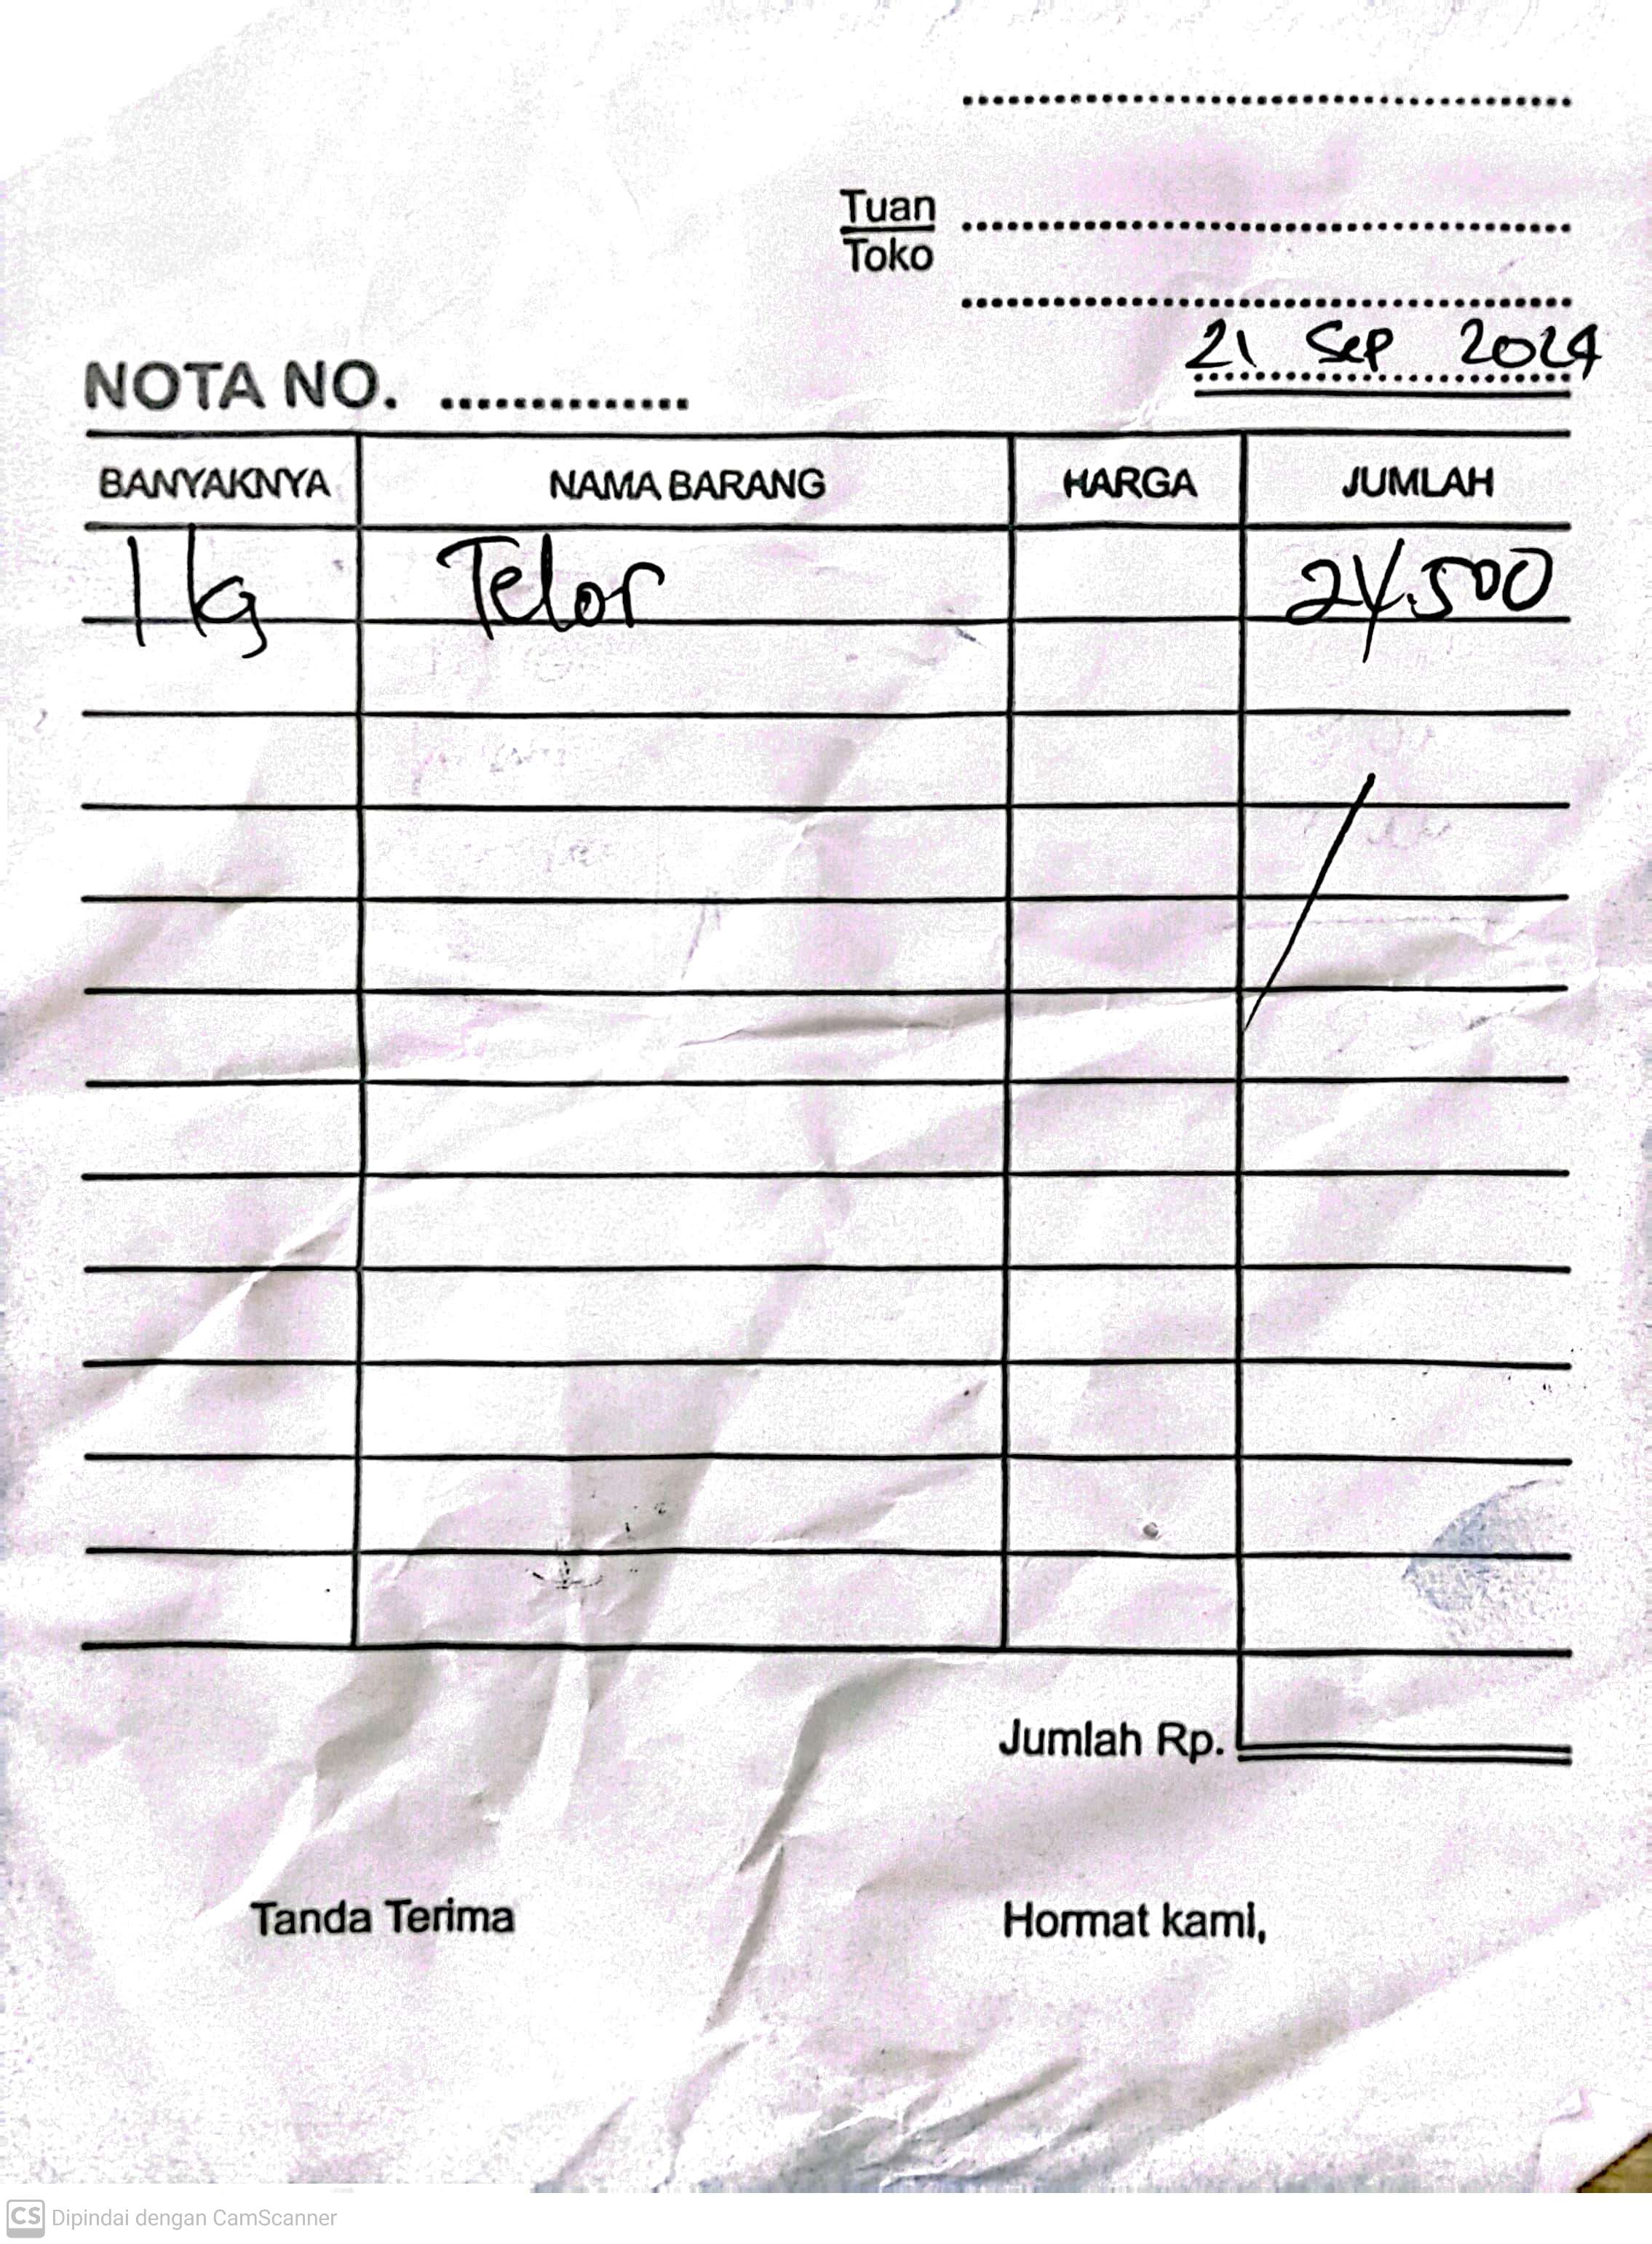 Tuan
Toko
21 Sep 2024
NOTA NO.
BANYAKNYA NAMA BARANG HARGA JUMLAH
1 kg Telor 24.500
Jumlah Rp.
Tanda Terima Hormat kami,
CS Dipindai dengan CamScanner